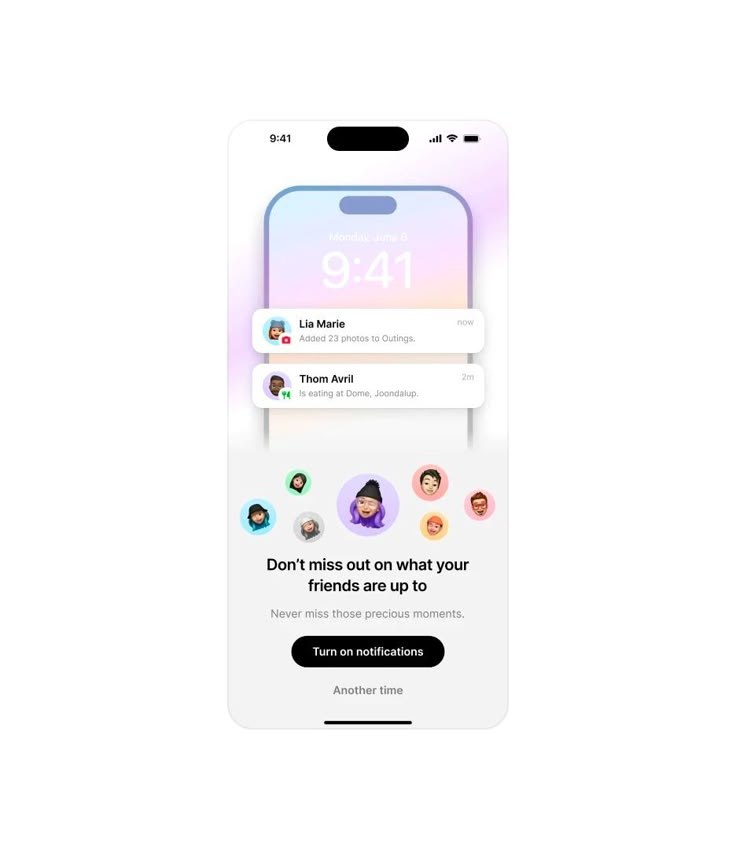 9:41
Monday, June 6
9:41
Lia Marie
now
Added 23 photos to Outings.
Thom Avril
2m
Is eating at Dome, Joondalup.
Don’t miss out on what your
friends are up to
Never miss those precious moments.
Turn on notifications
Another time